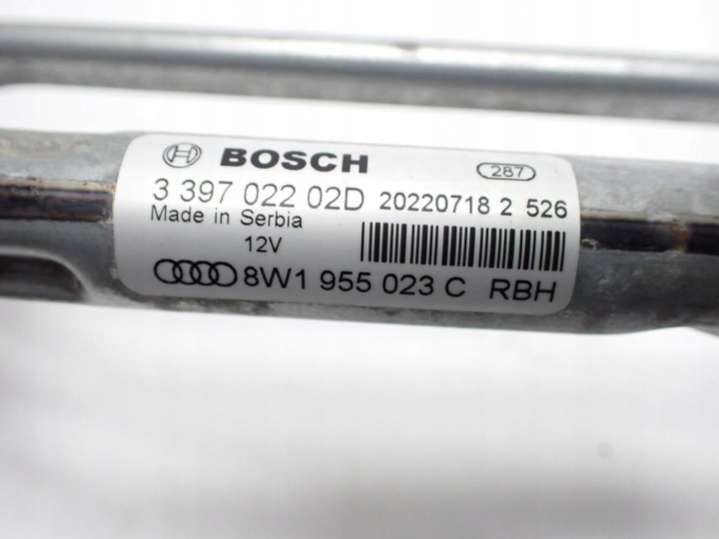 BOSCH 287
3 397 022 02D 20220718 2 526
Made in Serbia
12V
8W1 955 023 C RBH